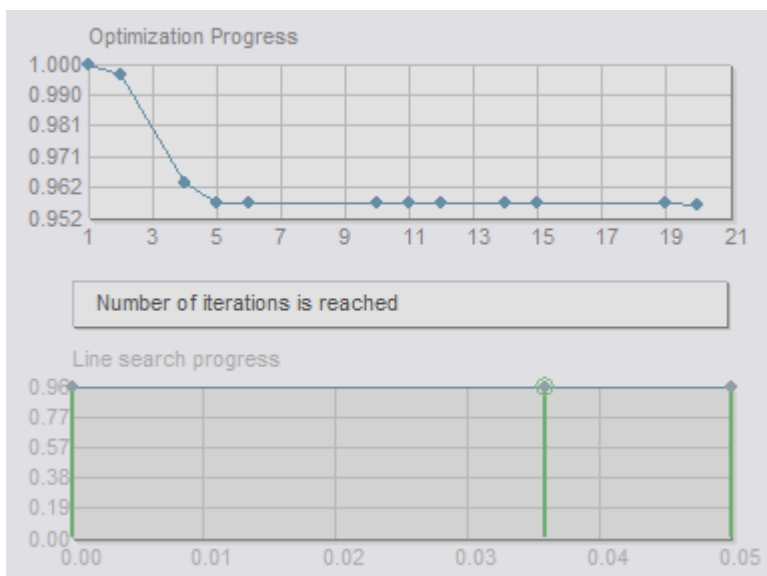 Optimization Progress
1.000
0.990
0.981
0.971
0.962
0.952
1 3 5 7 9 11 13 15 17 19 21
Number of iterations is reached
Line search progress
0.96
0.77
0.57
0.38
0.19
0.00
0.00 0.01 0.02 0.03 0.04 0.05